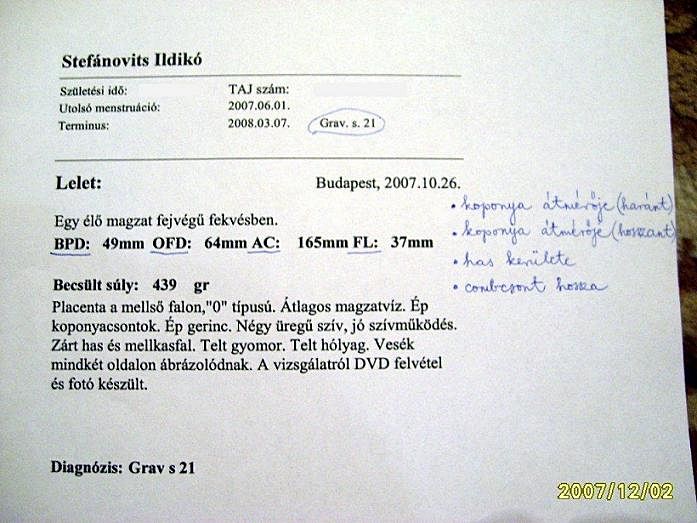 Stefánovits Ildikó
Születési idő: TAJ szám:
Utolsó menstruáció: 2007.06.01.
Terminus: 2008.03.07. Grav. s. 21
Lelet: Budapest, 2007.10.26.
Egy élő magzat fejvégű fekvésben.
BPD: 49mm OFD: 64mm AC: 165mm FL: 37mm
• koponya átmérője (haránt)
• koponya átmérője (hosszant)
• has kerülete
• combcsont hossza
Becsült súly: 439 gr
Placenta a mellső falon,"0" típusú. Átlagos magzatvíz. Ép
koponyacsontok. Ép gerinc. Négy üregű szív, jó szívműködés.
Zárt has és mellkasfal. Telt gyomor. Telt hólyag. Vesék
mindkét oldalon ábrázolódnak. A vizsgálatról DVD felvétel
és fotó készült.
Diagnózis: Grav s 21
2007/12/02